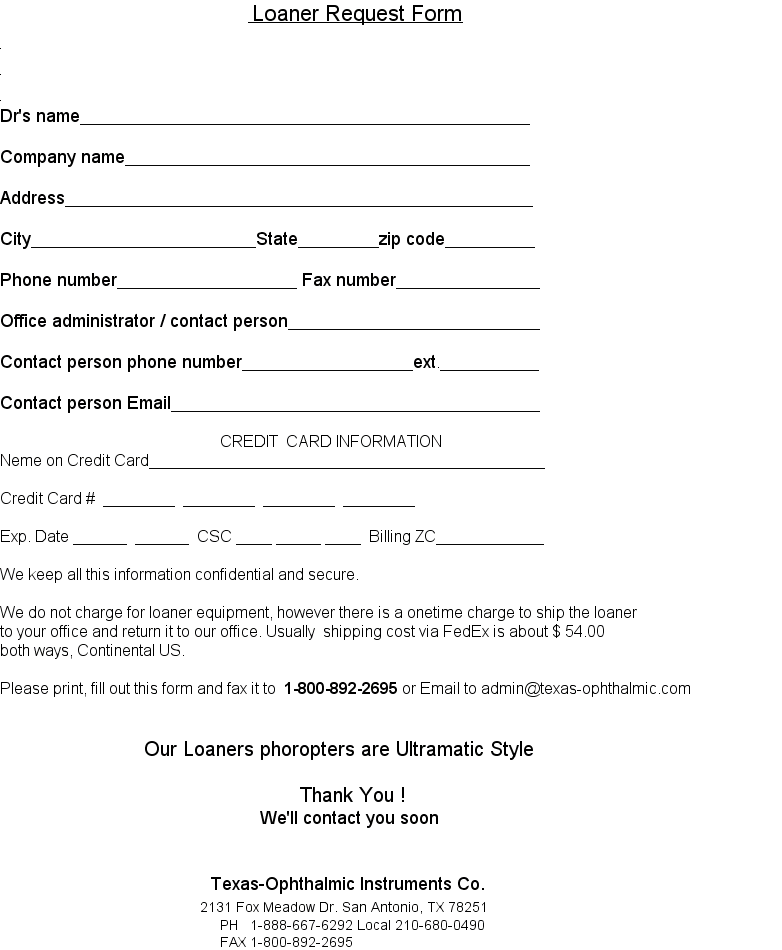 Loaner Request Form
Dr's name
Company name
Address
City State zip code
Phone number Fax number
Office administrator / contact person
Contact person phone number ext.
Contact person Email
CREDIT CARD INFORMATION
Neme on Credit Card
Credit Card #
Exp. Date CSC Billing ZC
We keep all this information confidential and secure.
We do not charge for loaner equipment, however there is a onetime charge to ship the loaner
to your office and return it to our office. Usually shipping cost via FedEx is about $ 54.00
both ways, Continental US.
Please print, fill out this form and fax it to 1-800-892-2695 or Email to admin@texas-ophthalmic.com
Our Loaners phoropters are Ultramatic Style
Thank You !
We'll contact you soon
Texas-Ophthalmic Instruments Co.
2131 Fox Meadow Dr. San Antonio, TX 78251
PH 1-888-667-6292 Local 210-680-0490
FAX 1-800-892-2695